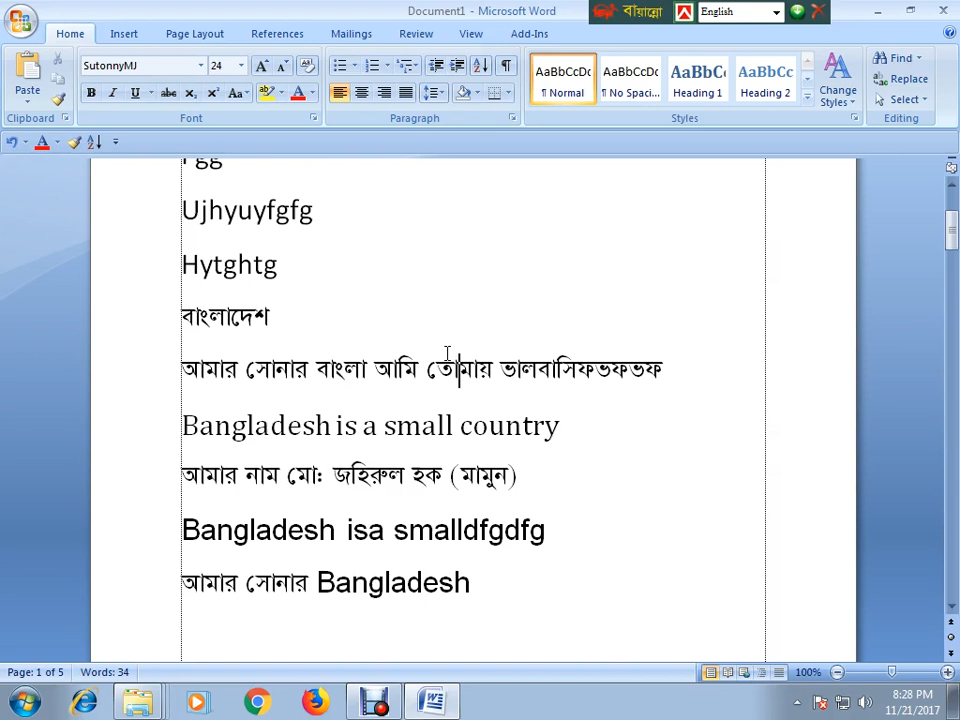 Document1 - Microsoft Word
বায়ান্নো
English
Home Insert Page Layout References Mailings Review View Add-Ins
Paste
Clipboard
SutonnyMJ 24
Font
Paragraph
AaBbCcDc AaBbCcDc AaBbC AaBbCc
¶ Normal ¶ No Spaci... Heading 1 Heading 2
Change Styles
Styles
Find
Replace
Select
Editing
Fgg
Ujhyuyfgfg
Hytghtg
বাংলাদেশ
আমার সোনার বাংলা আমি তোমায় ভালবাসিফভফভফ
Bangladesh is a small country
আমার নাম মো: জহিরুল হক (মামুন)
Bangladesh isa smalldfgdfg
আমার সোনার Bangladesh
Page: 1 of 5 Words: 34 100%
8:28 PM
11/21/2017